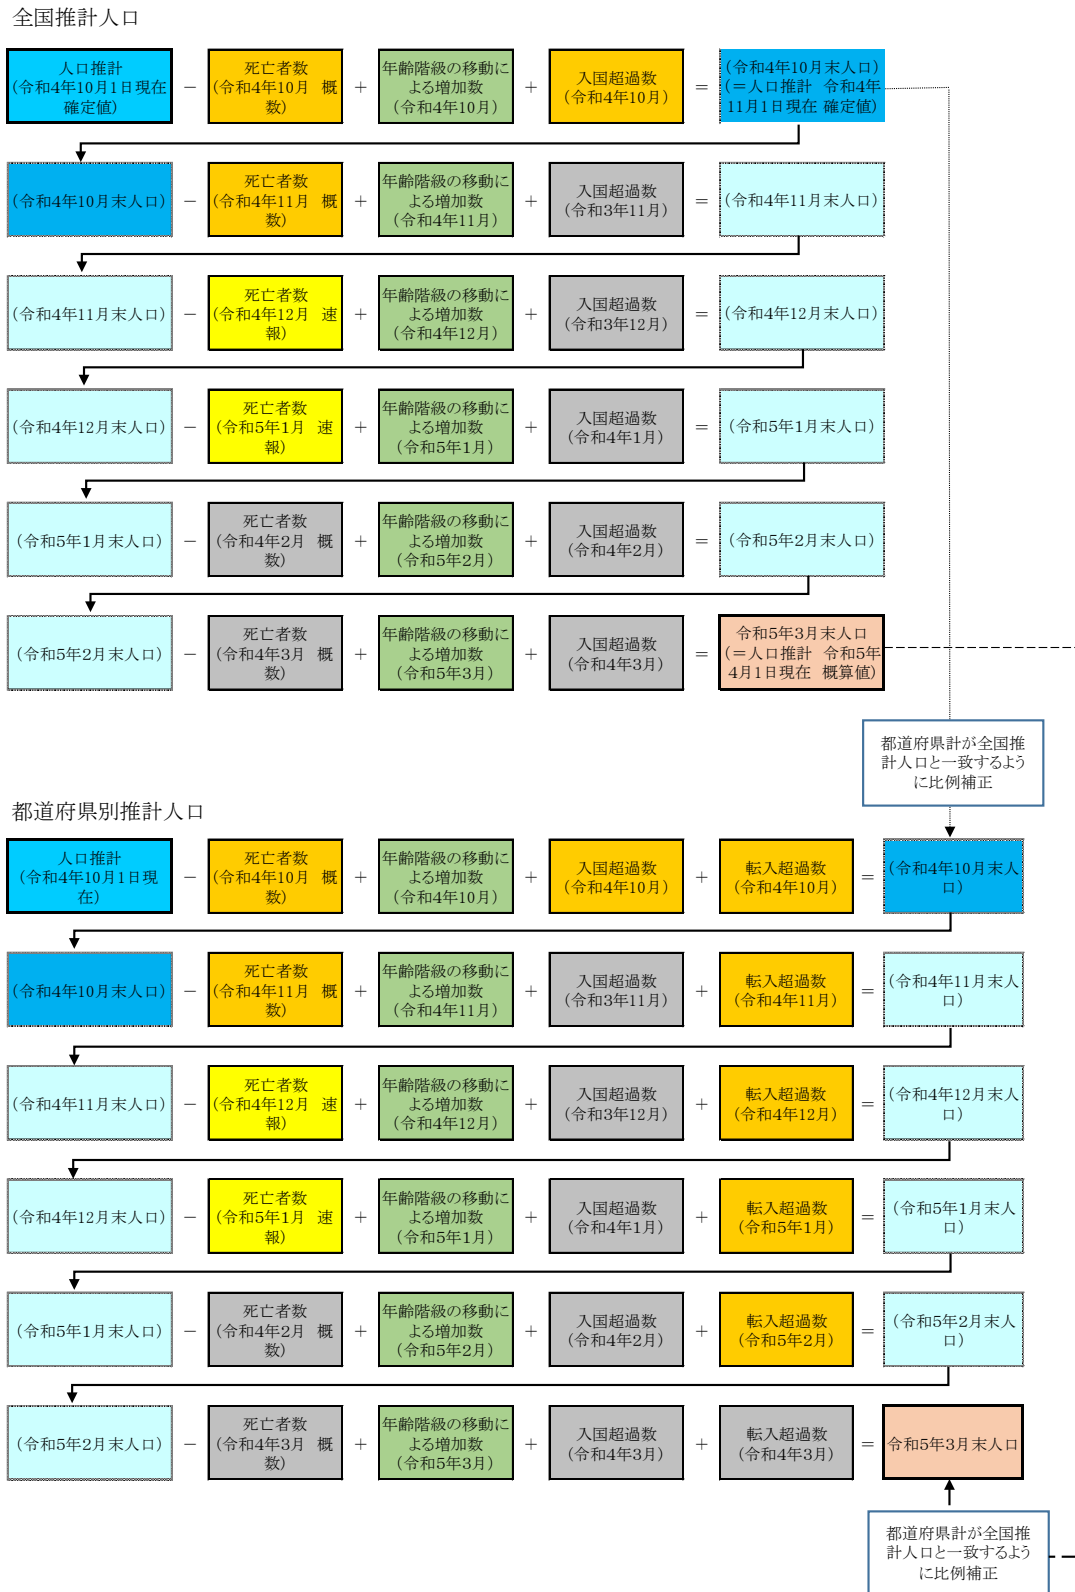 全国推計人口
人口推計
(令和4年10月1日現在
確定値)
－
死亡者数
(令和4年10月　概
数)
＋
年齢階級の移動に
よる増加数
(令和4年10月)
＋
入国超過数
(令和4年10月)
＝
(令和4年10月末人口)
(＝人口推計　令和4年
11月1日現在 確定値)
(令和4年10月末人口)
－
死亡者数
(令和4年11月　概
数)
＋
年齢階級の移動に
よる増加数
(令和4年11月)
＋
入国超過数
(令和3年11月)
＝
(令和4年11月末人口)
(令和4年11月末人口)
－
死亡者数
(令和4年12月　速
報)
＋
年齢階級の移動に
よる増加数
(令和4年12月)
＋
入国超過数
(令和3年12月)
＝
(令和4年12月末人口)
(令和4年12月末人口)
－
死亡者数
(令和5年1月　速
報)
＋
年齢階級の移動に
よる増加数
(令和5年1月)
＋
入国超過数
(令和4年1月)
＝
(令和5年1月末人口)
(令和5年1月末人口)
－
死亡者数
(令和4年2月　概
数)
＋
年齢階級の移動に
よる増加数
(令和5年2月)
＋
入国超過数
(令和4年2月)
＝
(令和5年2月末人口)
(令和5年2月末人口)
－
死亡者数
(令和4年3月　概
数)
＋
年齢階級の移動に
よる増加数
(令和5年3月)
＋
入国超過数
(令和4年3月)
＝
令和5年3月末人口
(＝人口推計　令和5年
4月1日現在　概算値)
都道府県計が全国推
計人口と一致するよう
に比例補正
都道府県別推計人口
人口推計
(令和4年10月1日現
在)
－
死亡者数
(令和4年10月　概
数)
＋
年齢階級の移動に
よる増加数
(令和4年10月)
＋
入国超過数
(令和4年10月)
＋
転入超過数
(令和4年10月)
＝
(令和4年10月末人
口)
(令和4年10月末人口)
－
死亡者数
(令和4年11月　概
数)
＋
年齢階級の移動に
よる増加数
(令和4年11月)
＋
入国超過数
(令和3年11月)
＋
転入超過数
(令和4年11月)
＝
(令和4年11月末人
口)
(令和4年11月末人口)
－
死亡者数
(令和4年12月　速
報)
＋
年齢階級の移動に
よる増加数
(令和4年12月)
＋
入国超過数
(令和3年12月)
＋
転入超過数
(令和4年12月)
＝
(令和4年12月末人
口)
(令和4年12月末人口)
－
死亡者数
(令和5年1月　速
報)
＋
年齢階級の移動に
よる増加数
(令和5年1月)
＋
入国超過数
(令和4年1月)
＋
転入超過数
(令和5年1月)
＝
(令和5年1月末人
口)
(令和5年1月末人口)
－
死亡者数
(令和4年2月　概
数)
＋
年齢階級の移動に
よる増加数
(令和5年2月)
＋
入国超過数
(令和4年2月)
＋
転入超過数
(令和5年2月)
＝
(令和5年2月末人
口)
(令和5年2月末人口)
－
死亡者数
(令和4年3月　概
数)
＋
年齢階級の移動に
よる増加数
(令和5年3月)
＋
入国超過数
(令和4年3月)
＋
転入超過数
(令和4年3月)
＝
令和5年3月末人口
都道府県計が全国推
計人口と一致するよう
に比例補正